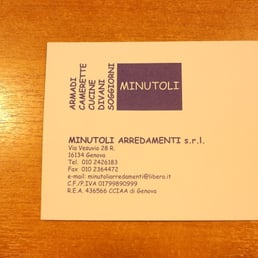 ARMADI
CAMERETTE
CUCINE
DIVANI
SOGGIORNI
MINUTOLI
MINUTOLI ARREDAMENTI s.r.l.
Via Vesuvio 28 R.
16134 Genova
Tel. 010 2426183
Fax 010 2364472
e-mail: minutoliarredamenti@libero.it
C.F./P.IVA 01799890999
R.E.A. 436566 CCIAA di Genova